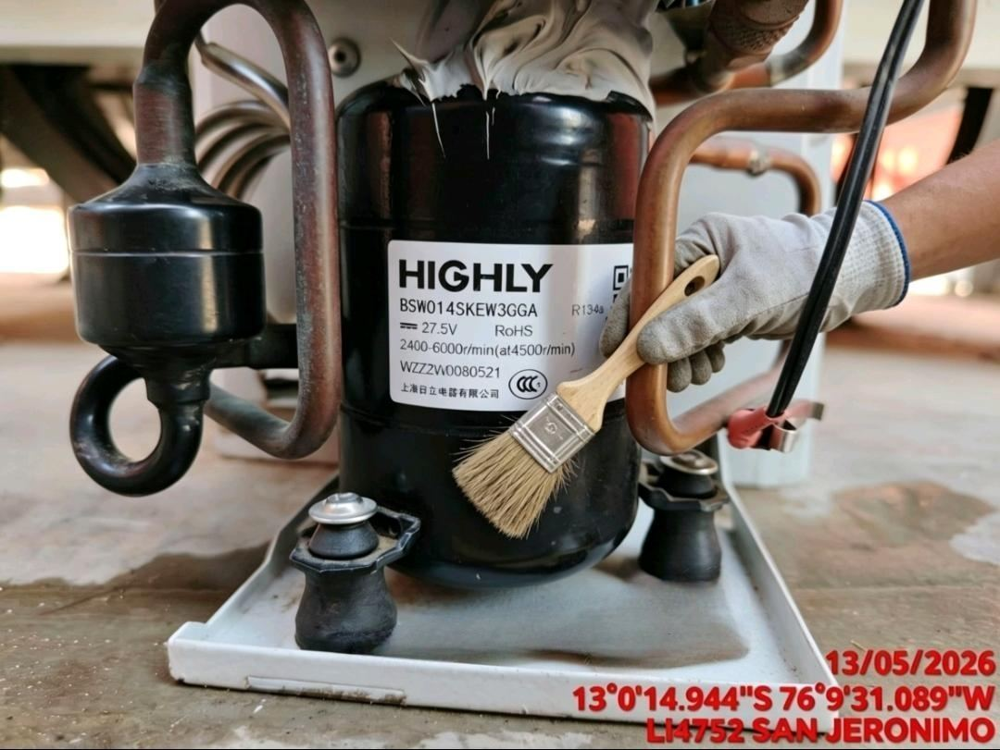 HIGHLY
BSW014SKEW3GGA R134a
27.5V RoHS
2400-6000r/min(at4500r/min)
WZZ2W0080521
上海日立电器有限公司
13/05/2026
13°0'14.944"S 76°9'31.089"W
LI4752 SAN JERONIMO